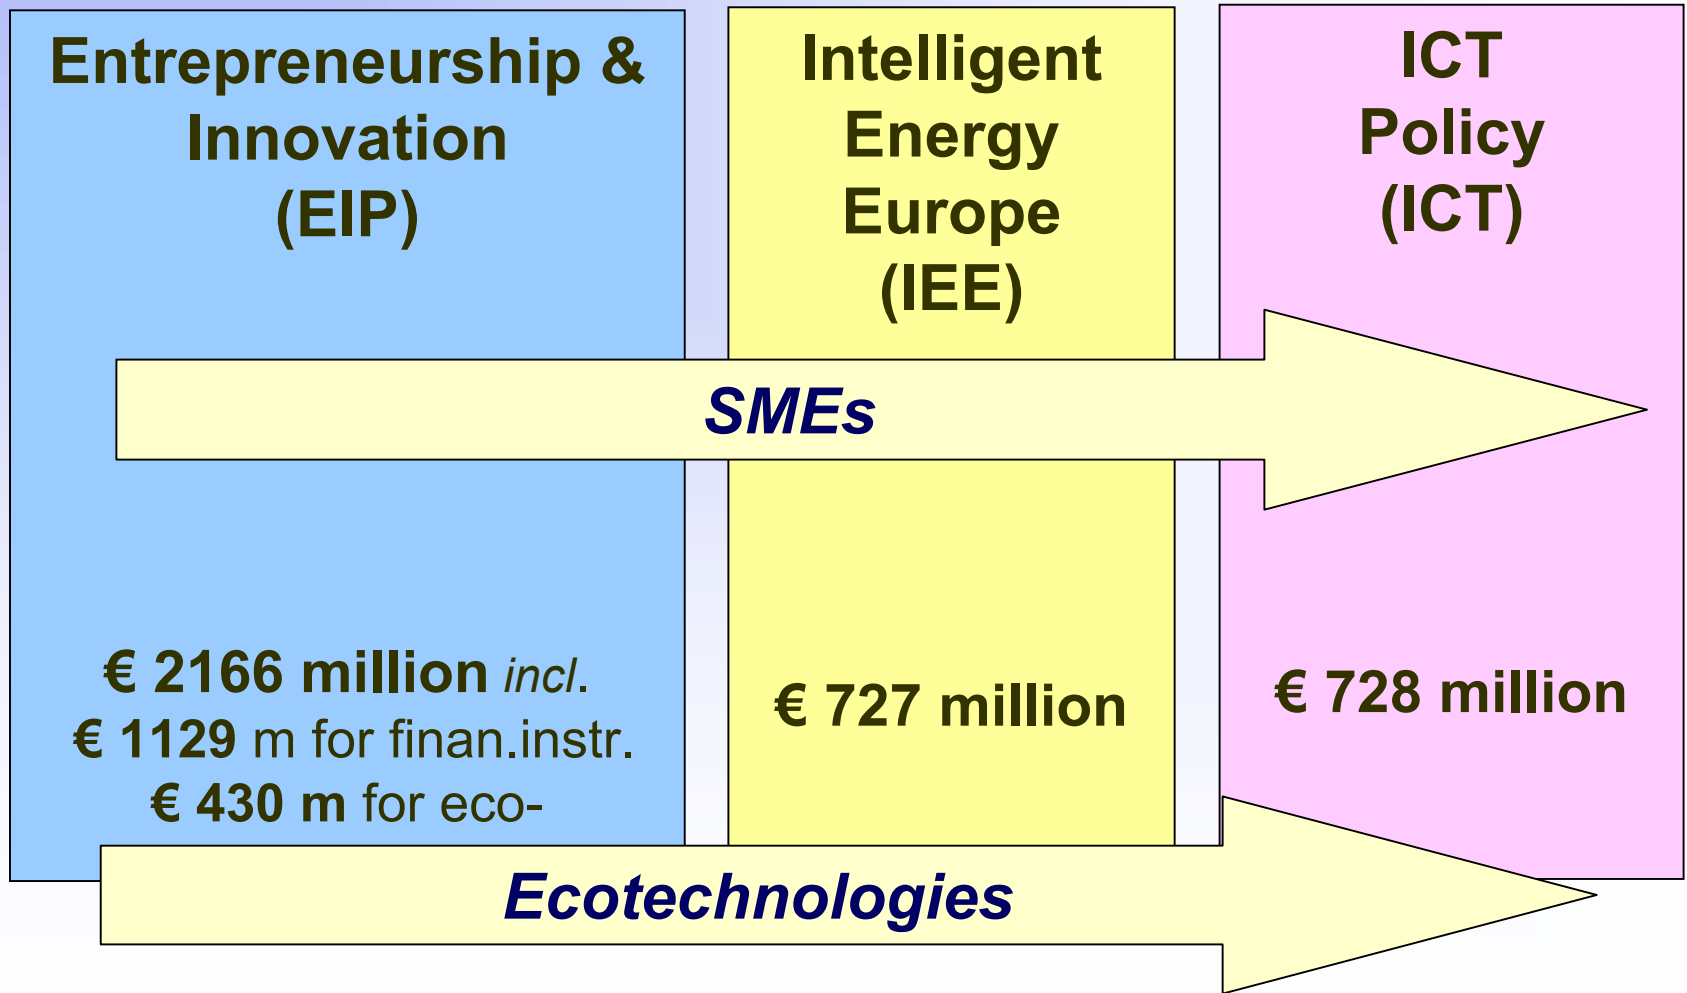 Entrepreneurship &
Innovation
(EIP)
€ 2166 million incl.
€ 1129 m for finan.instr.
€ 430 m for eco-
Intelligent
Energy
Europe
(IEE)
€ 727 million
ICT
Policy
(ICT)
€ 728 million
SMEs
Ecotechnologies